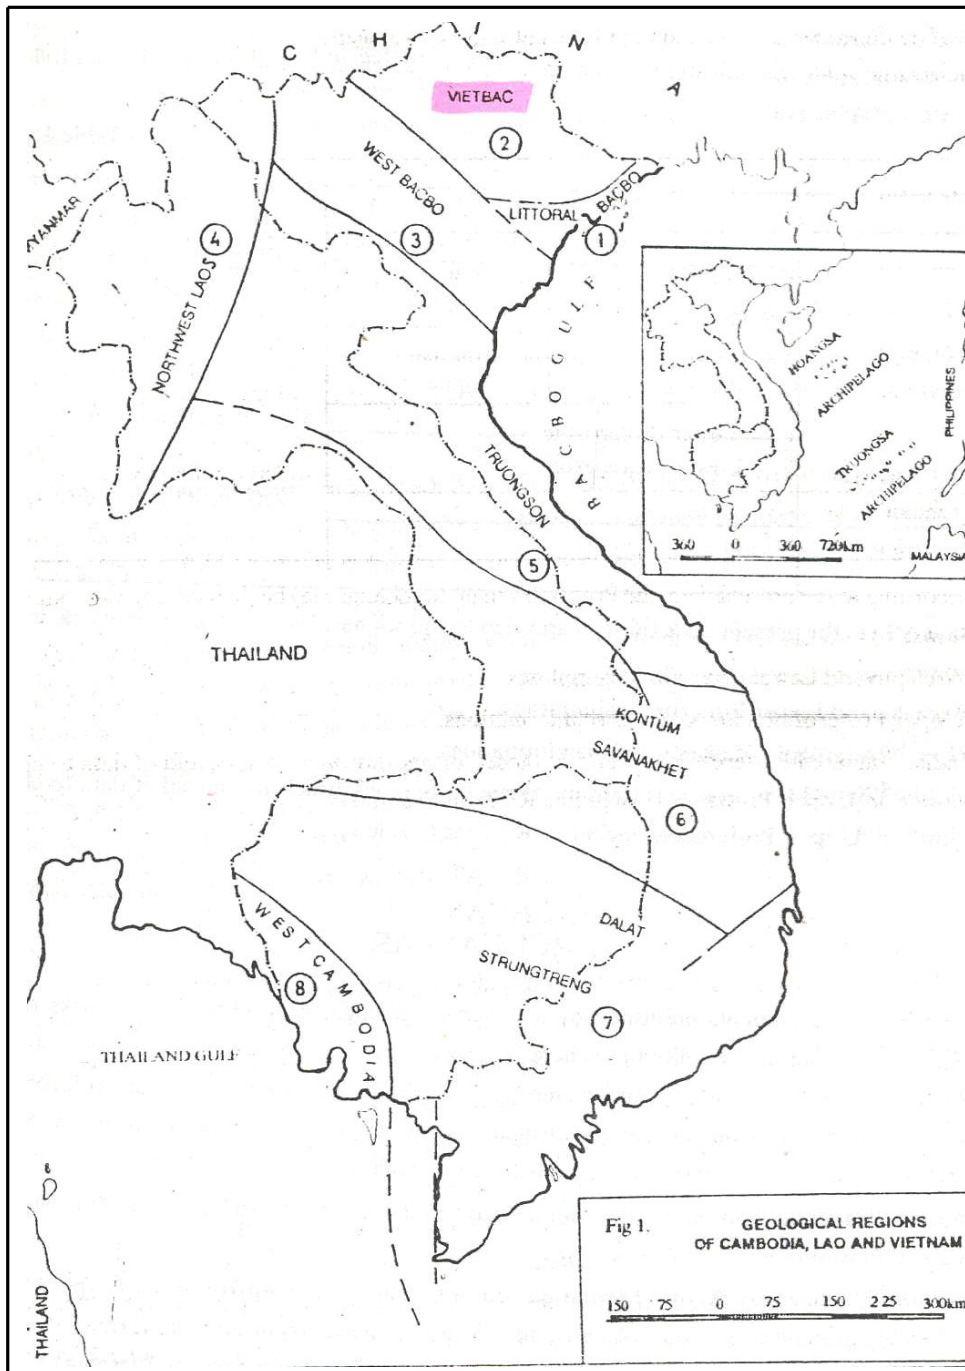 C H I N A
VIETBAC
2
WEST BACBO
LITTORAL BACBO
1
3
4
NORTHWEST LAOS
BACBO GULF
HOANGSA
ARCHIPELAGO
PHILIPPINES
TRUONGSA
ARCHIPELAGO
360 0 360 720km
MALAYSIA
TRUONGSON
5
THAILAND
KONTUM
SAVANAKHET
6
DALAT
STRUNGTRENG
7
WEST CAMBODIA
8
THAILAND GULF
THAILAND
Fig 1.
GEOLOGICAL REGIONS
OF CAMBODIA, LAO AND VIETNAM
150 75 0 75 150 225 300km